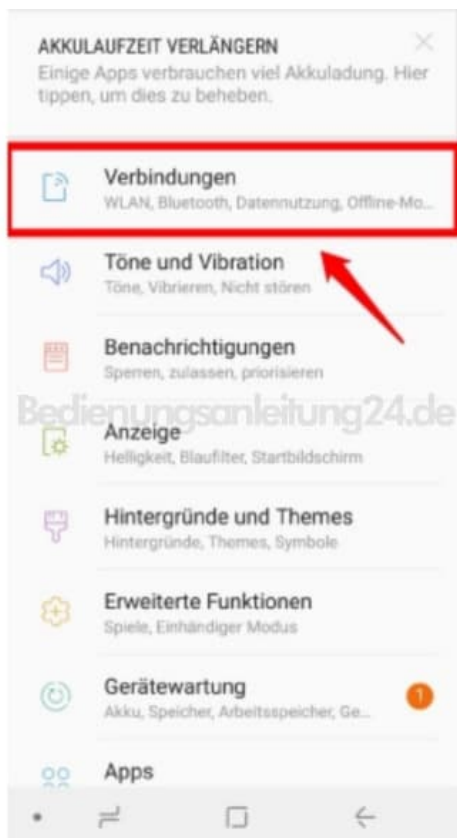 AKKULAUFZEIT VERLÄNGERN
Einige Apps verbrauchen viel Akkuladung. Hier
tippen, um dies zu beheben.
Verbindungen
WLAN, Bluetooth, Datennutzung, Offline-Mo...
Töne und Vibration
Töne, Vibrieren, Nicht stören
Benachrichtigungen
Sperren, zulassen, priorisieren
Bedienungsanleitung24.de
Anzeige
Helligkeit, Blaufilter, Startbildschirm
Hintergründe und Themes
Hintergründe, Themes, Symbole
Erweiterte Funktionen
Spiele, Einhändiger Modus
Gerätewartung
Akku, Speicher, Arbeitsspeicher, Ge...
1
Apps